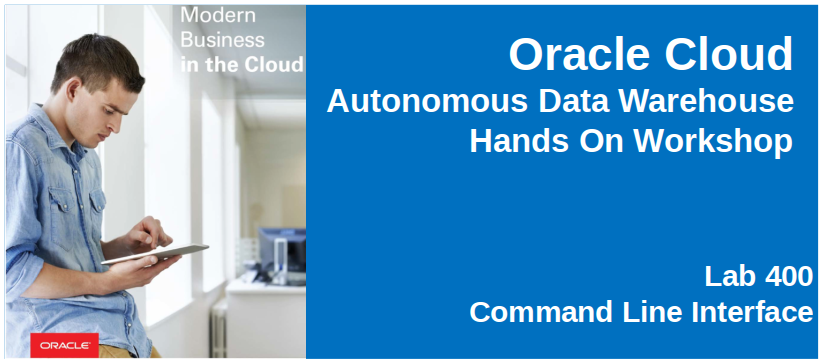 Modern
Business
in the Cloud
ORACLE
Oracle Cloud
Autonomous Data Warehouse
Hands On Workshop
Lab 400
Command Line Interface